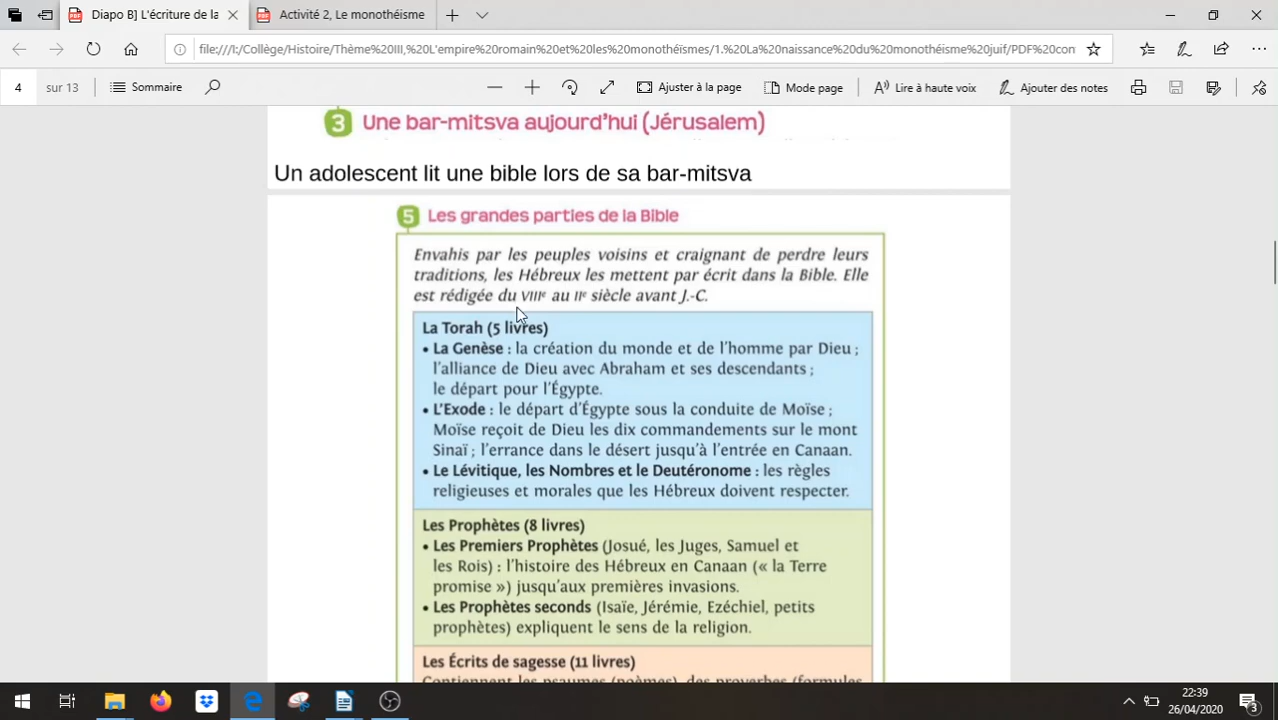 Diapo B] L'écriture de la
Activité 2, Le monothéisme
file:///I:/Collège/Histoire/Thème%20III,%20L'empire%20romain%20et%20les%20monothéismes/1.%20La%20naissance%20du%20monothéisme%20juif/PDF%20con
4 sur 13
Sommaire
Ajuster à la page
Mode page
Lire à haute voix
Ajouter des notes
3 Une bar-mitsva aujourd'hui (Jérusalem)
Un adolescent lit une bible lors de sa bar-mitsva
5 Les grandes parties de la Bible
Envahis par les peuples voisins et craignant de perdre leurs
traditions, les Hébreux les mettent par écrit dans la Bible. Elle
est rédigée du VIIIe au IIe siècle avant J.-C.
La Torah (5 livres)
• La Genèse : la création du monde et de l'homme par Dieu ;
l'alliance de Dieu avec Abraham et ses descendants ;
le départ pour l'Égypte.
• L'Exode : le départ d'Égypte sous la conduite de Moïse ;
Moïse reçoit de Dieu les dix commandements sur le mont
Sinaï ; l'errance dans le désert jusqu'à l'entrée en Canaan.
• Le Lévitique, les Nombres et le Deutéronome : les règles
religieuses et morales que les Hébreux doivent respecter.
Les Prophètes (8 livres)
• Les Premiers Prophètes (Josué, les Juges, Samuel et
les Rois) : l'histoire des Hébreux en Canaan (« la Terre
promise ») jusqu'aux premières invasions.
• Les Prophètes seconds (Isaïe, Jérémie, Ezéchiel, petits
prophètes) expliquent le sens de la religion.
Les Écrits de sagesse (11 livres)
Contiennent les psaumes (poèmes), des proverbes (formules
22:39
26/04/2020
3